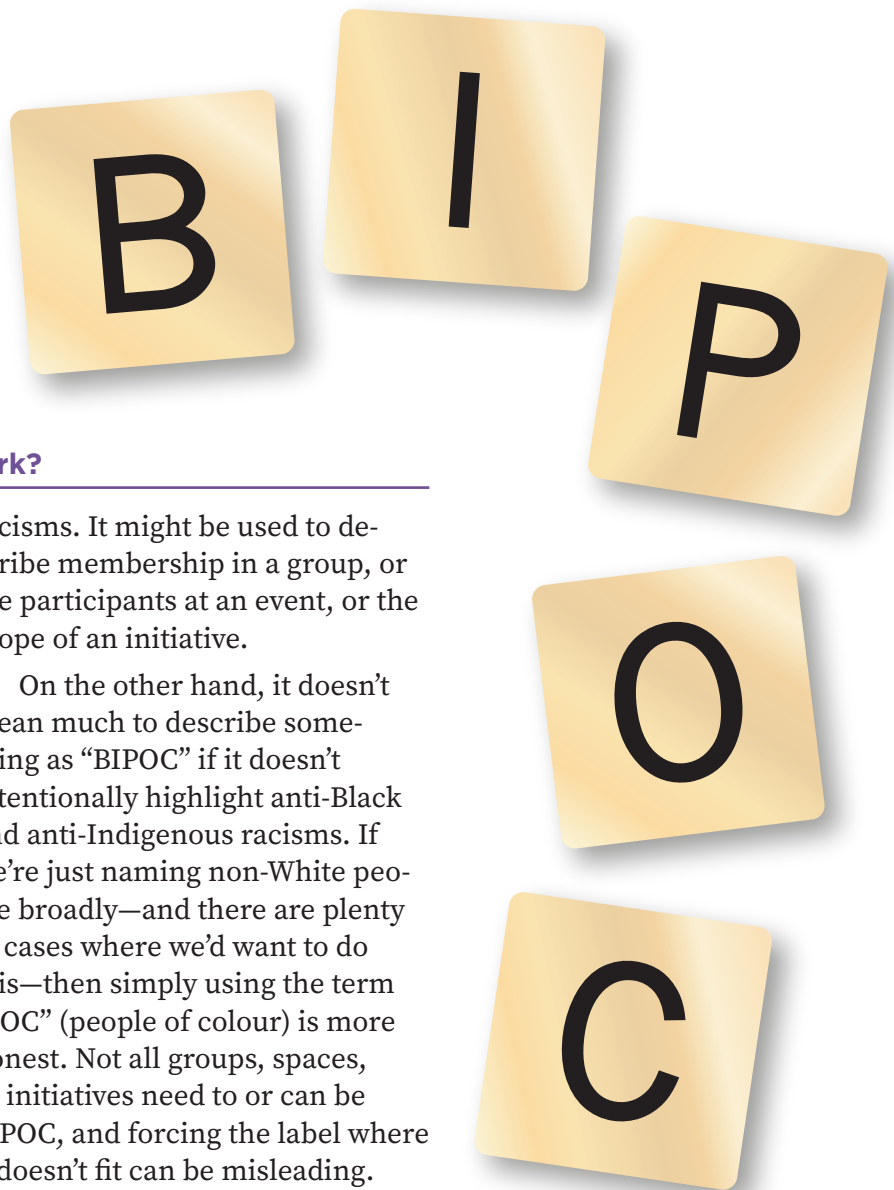 B
I
P
O
C
rk?
cisms. It might be used to de-
ribe membership in a group, or
e participants at an event, or the
ope of an initiative.
On the other hand, it doesn’t
ean much to describe some-
ing as “BIPOC” if it doesn’t
tentionally highlight anti-Black
nd anti-Indigenous racisms. If
e’re just naming non-White peo-
e broadly—and there are plenty
cases where we’d want to do
is—then simply using the term
OC” (people of colour) is more
onest. Not all groups, spaces,
initiatives need to or can be
POC, and forcing the label where
doesn’t fit can be misleading.